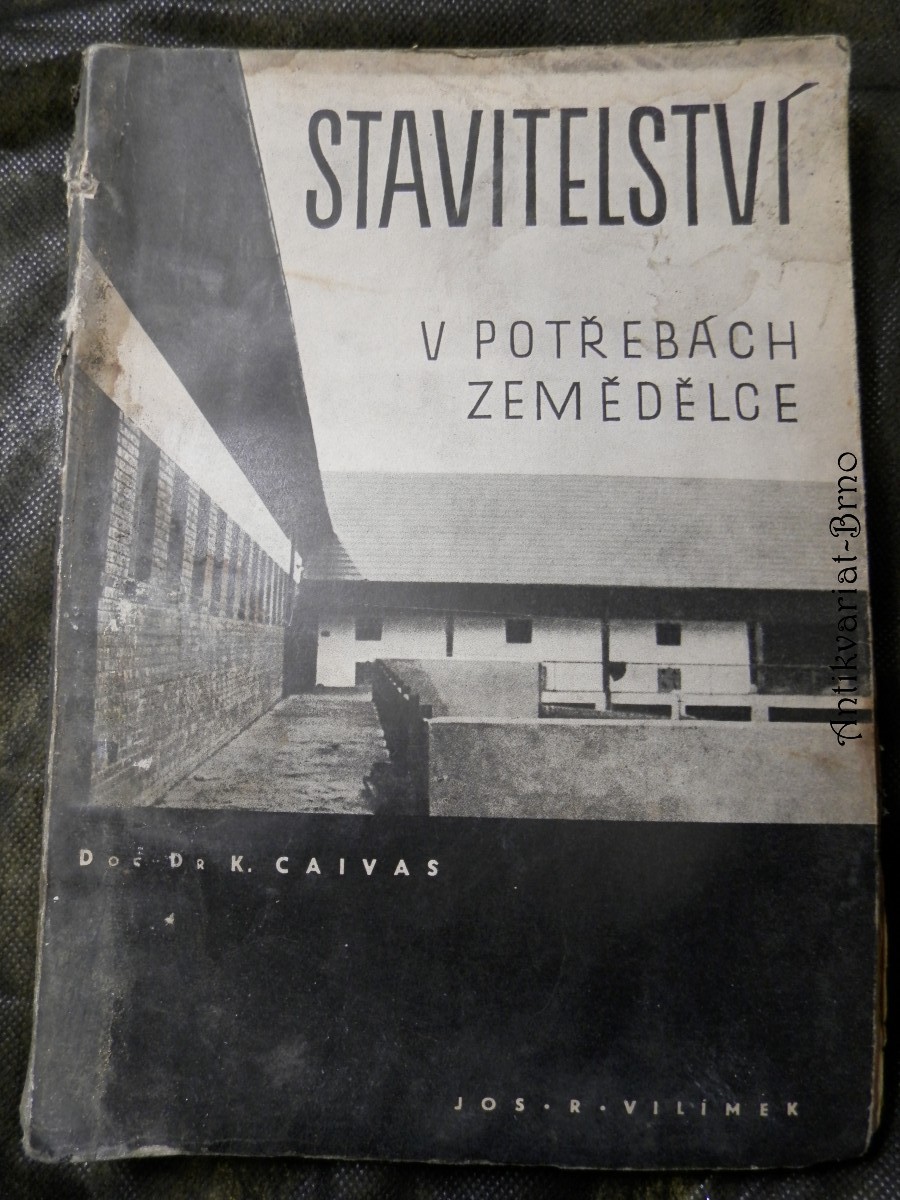 STAVITELSTVÍ
V POTŘEBÁCH
ZEMĚDĚLCE
DOC. DR K. CAIVAS
JOS • R • VILÍMEK
Antikvariat-Brno